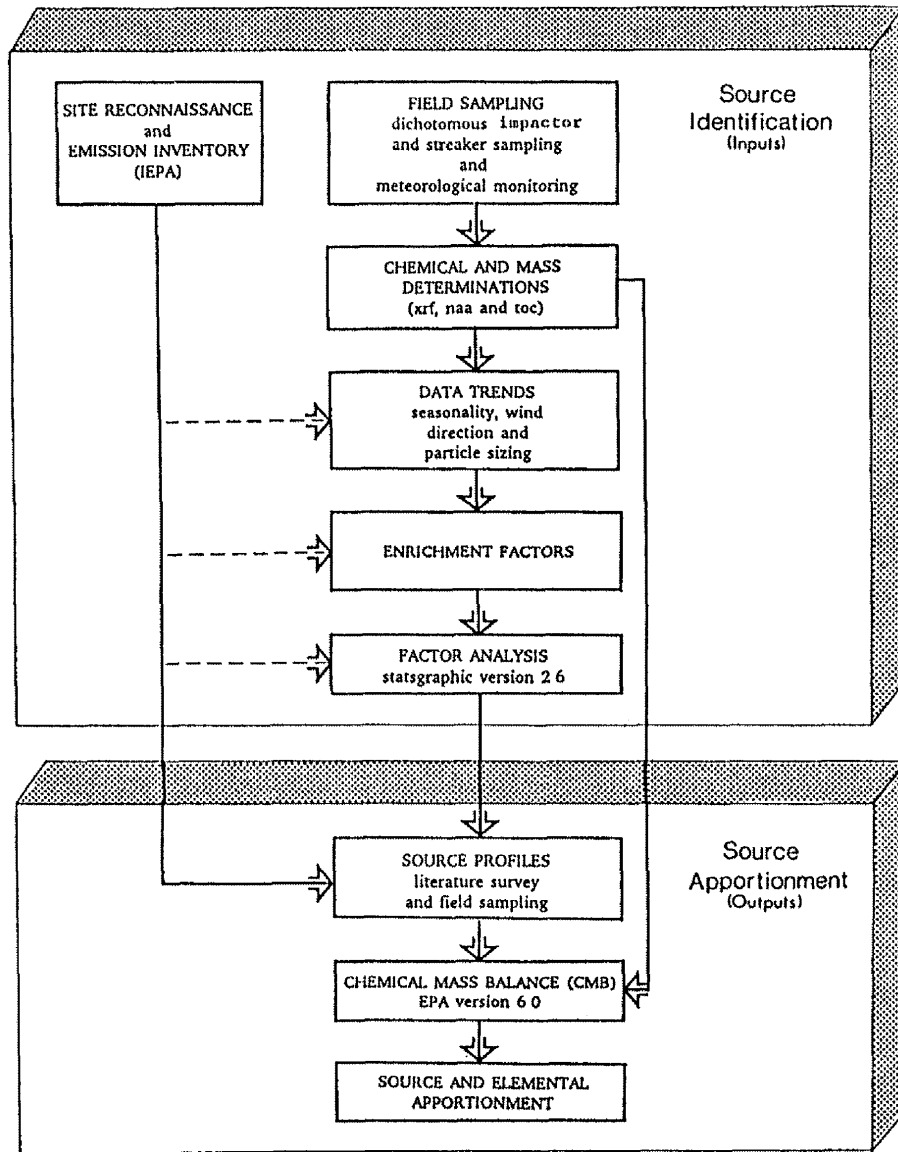 SITE RECONNAISSANCE
and
EMISSION INVENTORY
(IEPA)
FIELD SAMPLING
dichotomous impactor
and streaker sampling
and
meteorological monitoring
Source
Identification
(Inputs)
CHEMICAL AND MASS
DETERMINATIONS
(xrf, naa and toc)
DATA TRENDS
seasonality, wind
direction and
particle sizing
ENRICHMENT FACTORS
FACTOR ANALYSIS
statsgraphic version 2 6
SOURCE PROFILES
literature survey
and field sampling
Source
Apportionment
(Outputs)
CHEMICAL MASS BALANCE (CMB)
EPA version 6 0
SOURCE AND ELEMENTAL
APPORTIONMENT